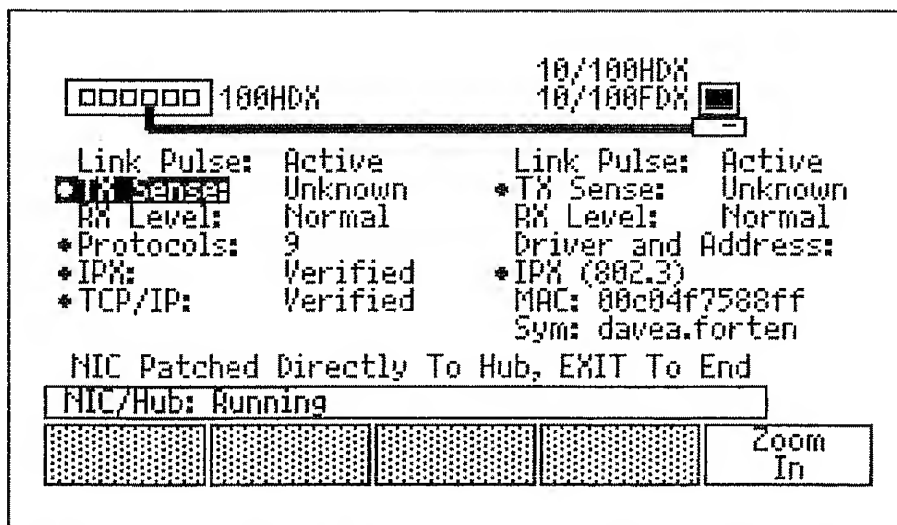 10/100HDX
100HDX 10/100FDX
Link Pulse: Active Link Pulse: Active
TX Sense: Unknown TX Sense: Unknown
RX Level: Normal RX Level: Normal
Protocols: 9 Driver and Address:
IPX: Verified IPX (802.3)
TCP/IP: Verified MAC: 00c04f7588ff
Sym: davea.forten
NIC Patched Directly To Hub, EXIT To End
NIC/Hub: Running
Zoom
In